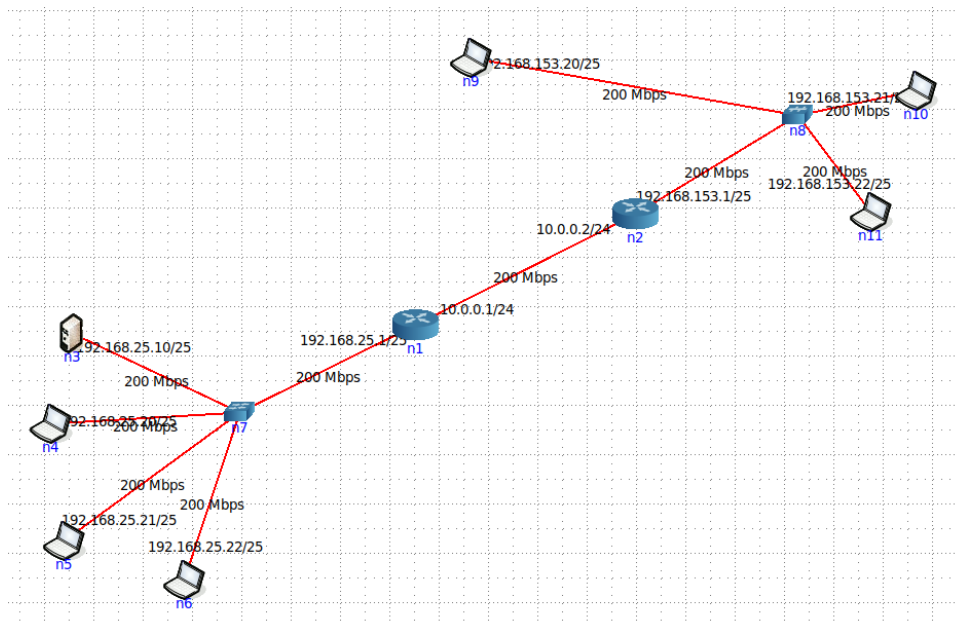 2.168.153.20/25
n9
200 Mbps
192.168.153.21/
200 Mbps
n10
n8
200 Mbps
192.168.153.22/25
n11
200 Mbps
192.168.153.1/25
n2
10.0.0.2/24
200 Mbps
10.0.0.1/24
192.168.25.1/25
n1
200 Mbps
n3
192.168.25.10/25
200 Mbps
n4
92.168.25.20/25
200 Mbps
n7
200 Mbps
192.168.25.21/25
n5
200 Mbps
192.168.25.22/25
n6